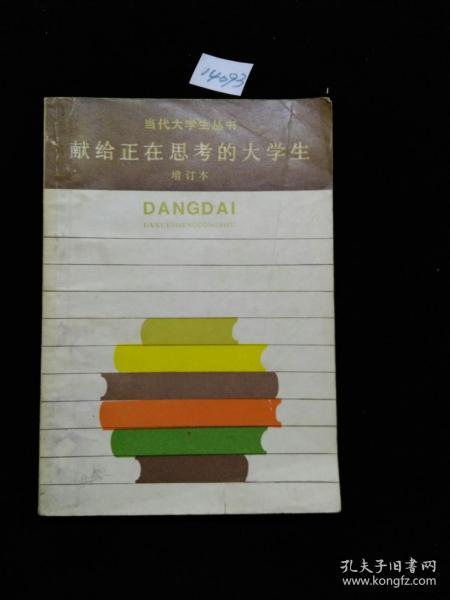 14093
当代大学生丛书
献给正在思考的大学生
增订本
DANGDAI
DAXUESHENGCONGSHU
孔夫子旧书网
www.kongfz.com